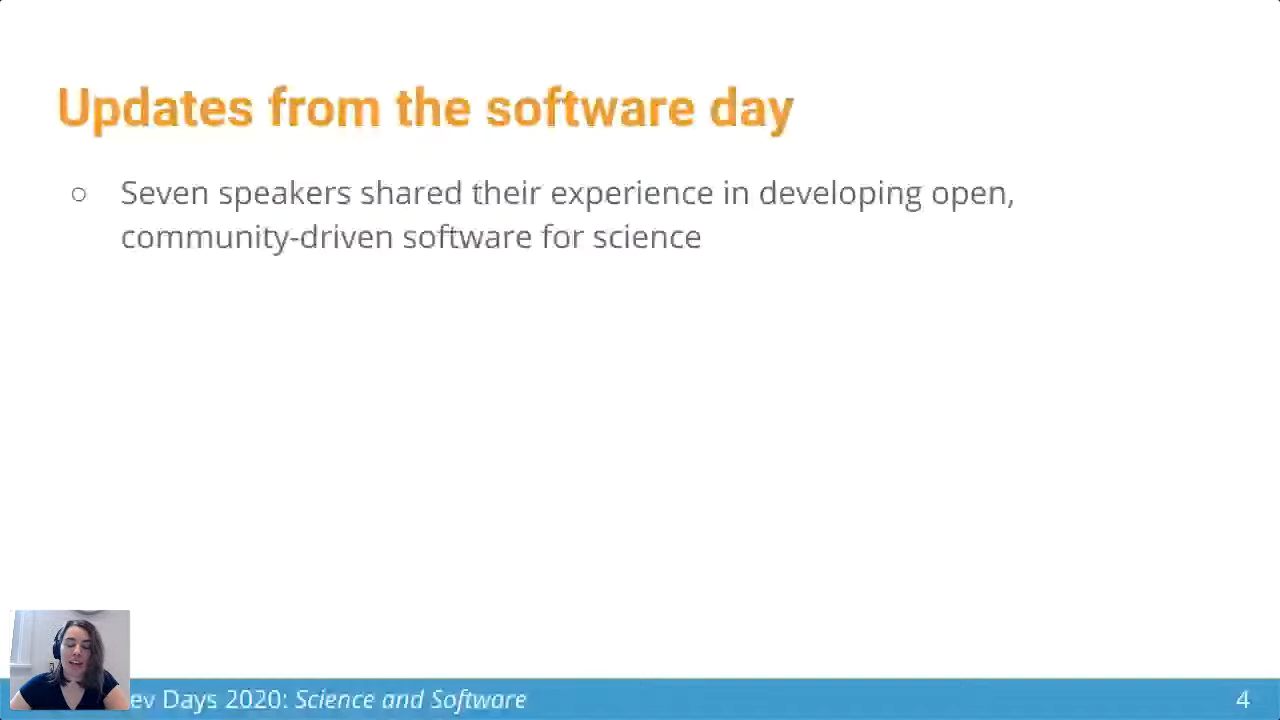 Updates from the software day
○ Seven speakers shared their experience in developing open,
community-driven software for science
Days 2020: Science and Software
4